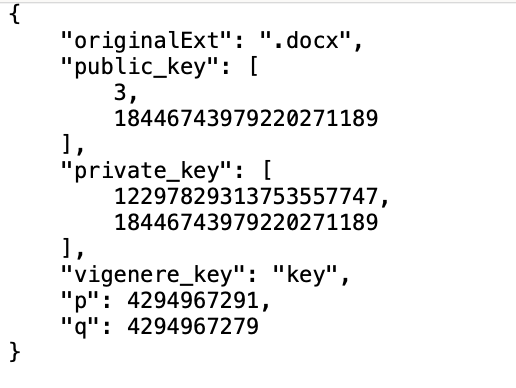 {
"originalExt": ".docx",
"public_key": [
3,
18446743979220271189
],
"private_key": [
12297829313753557747,
18446743979220271189
],
"vigenere_key": "key",
"p": 4294967291,
"q": 4294967279
}